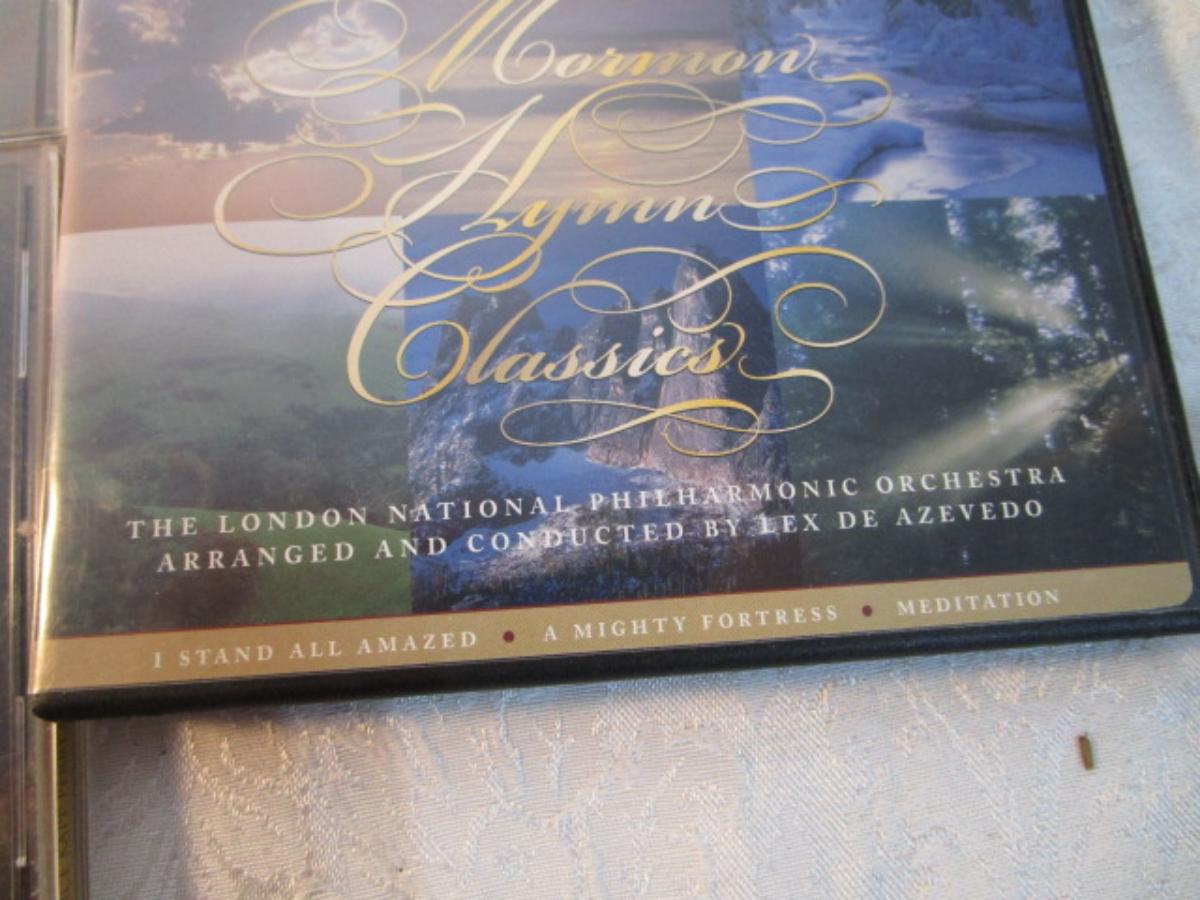 Mormon
Hymn
Classics
THE LONDON NATIONAL PHILHARMONIC ORCHESTRA
ARRANGED AND CONDUCTED BY LEX DE AZEVEDO
I STAND ALL AMAZED • A MIGHTY FORTRESS • MEDITATION